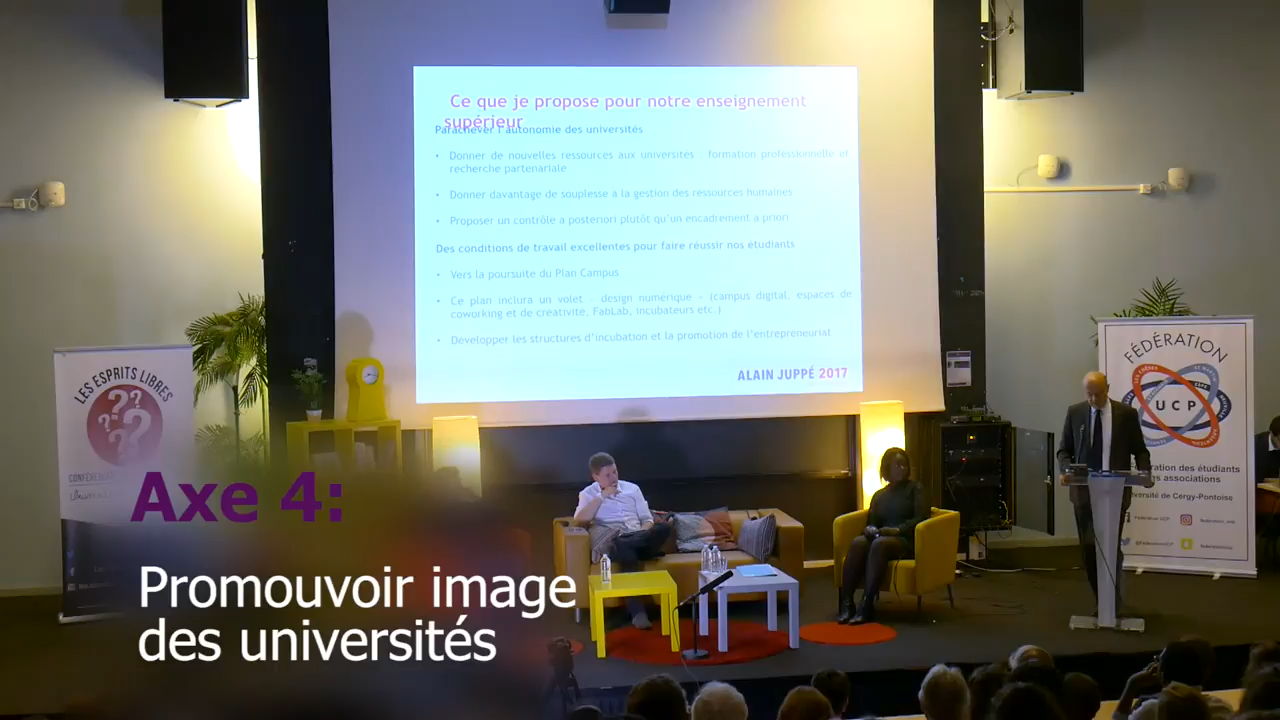 Ce que je propose pour notre enseignement
supérieur
Parachever l'autonomie des universités
• Donner de nouvelles ressources aux universités : formation professionnelle et
recherche partenariale
• Donner davantage de souplesse à la gestion des ressources humaines
• Proposer un contrôle a posteriori plutôt qu'un encadrement a priori
Des conditions de travail excellentes pour faire réussir nos étudiants
• Vers la poursuite du Plan Campus
• Ce plan inclura un volet « design numérique » (campus digital, espaces de
coworking et de créativité, FabLab, incubateurs etc.)
• Développer les structures d'incubation et la promotion de l'entrepreneuriat
ALAIN JUPPÉ 2017
LES ESPRITS LIBRES
? ? ? ? ?
FÉDÉRATION
UCP
ration des étudiants
es associations
versité de Cergy-Pontoise
Axe 4:
Promouvoir image
des universités